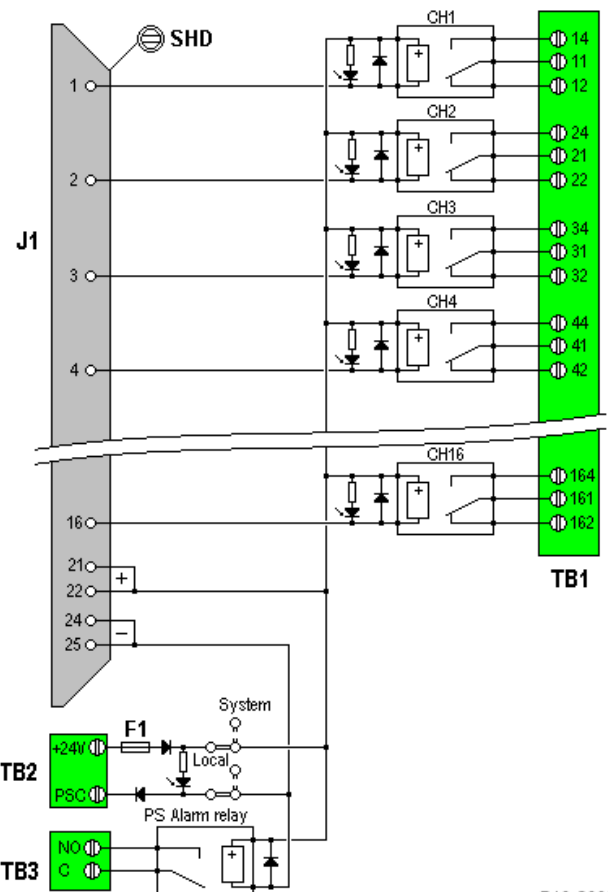 SHD
CH1
14
1
11
12
CH2
24
2
21
22
J1
CH3
34
3
31
32
CH4
44
4
41
42
CH16
164
16
161
162
TB1
21
22
+
24
25
−
System
F1
+24V
Local
TB2
PSC
PS Alarm relay
TB3
NO
C
+
+
+
+
+
+